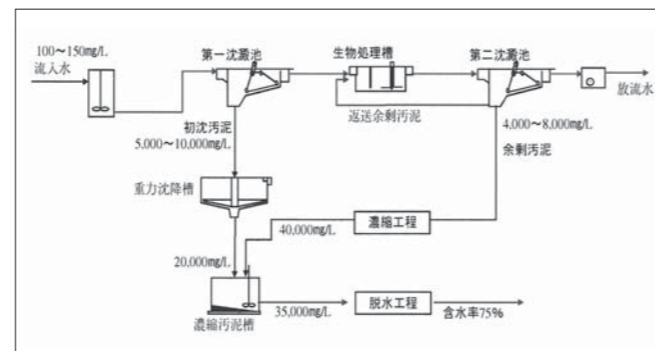 100～150mg/L
流入水
第一沈澱池
生物処理槽
第二沈澱池
放流水
返送余剰汚泥
初沈汚泥
5,000～10,000mg/L
4,000～8,000mg/L
余剰汚泥
重力沈降槽
40,000mg/L
濃縮工程
20,000mg/L
35,000mg/L
脱水工程
含水率75%
濃縮汚泥槽